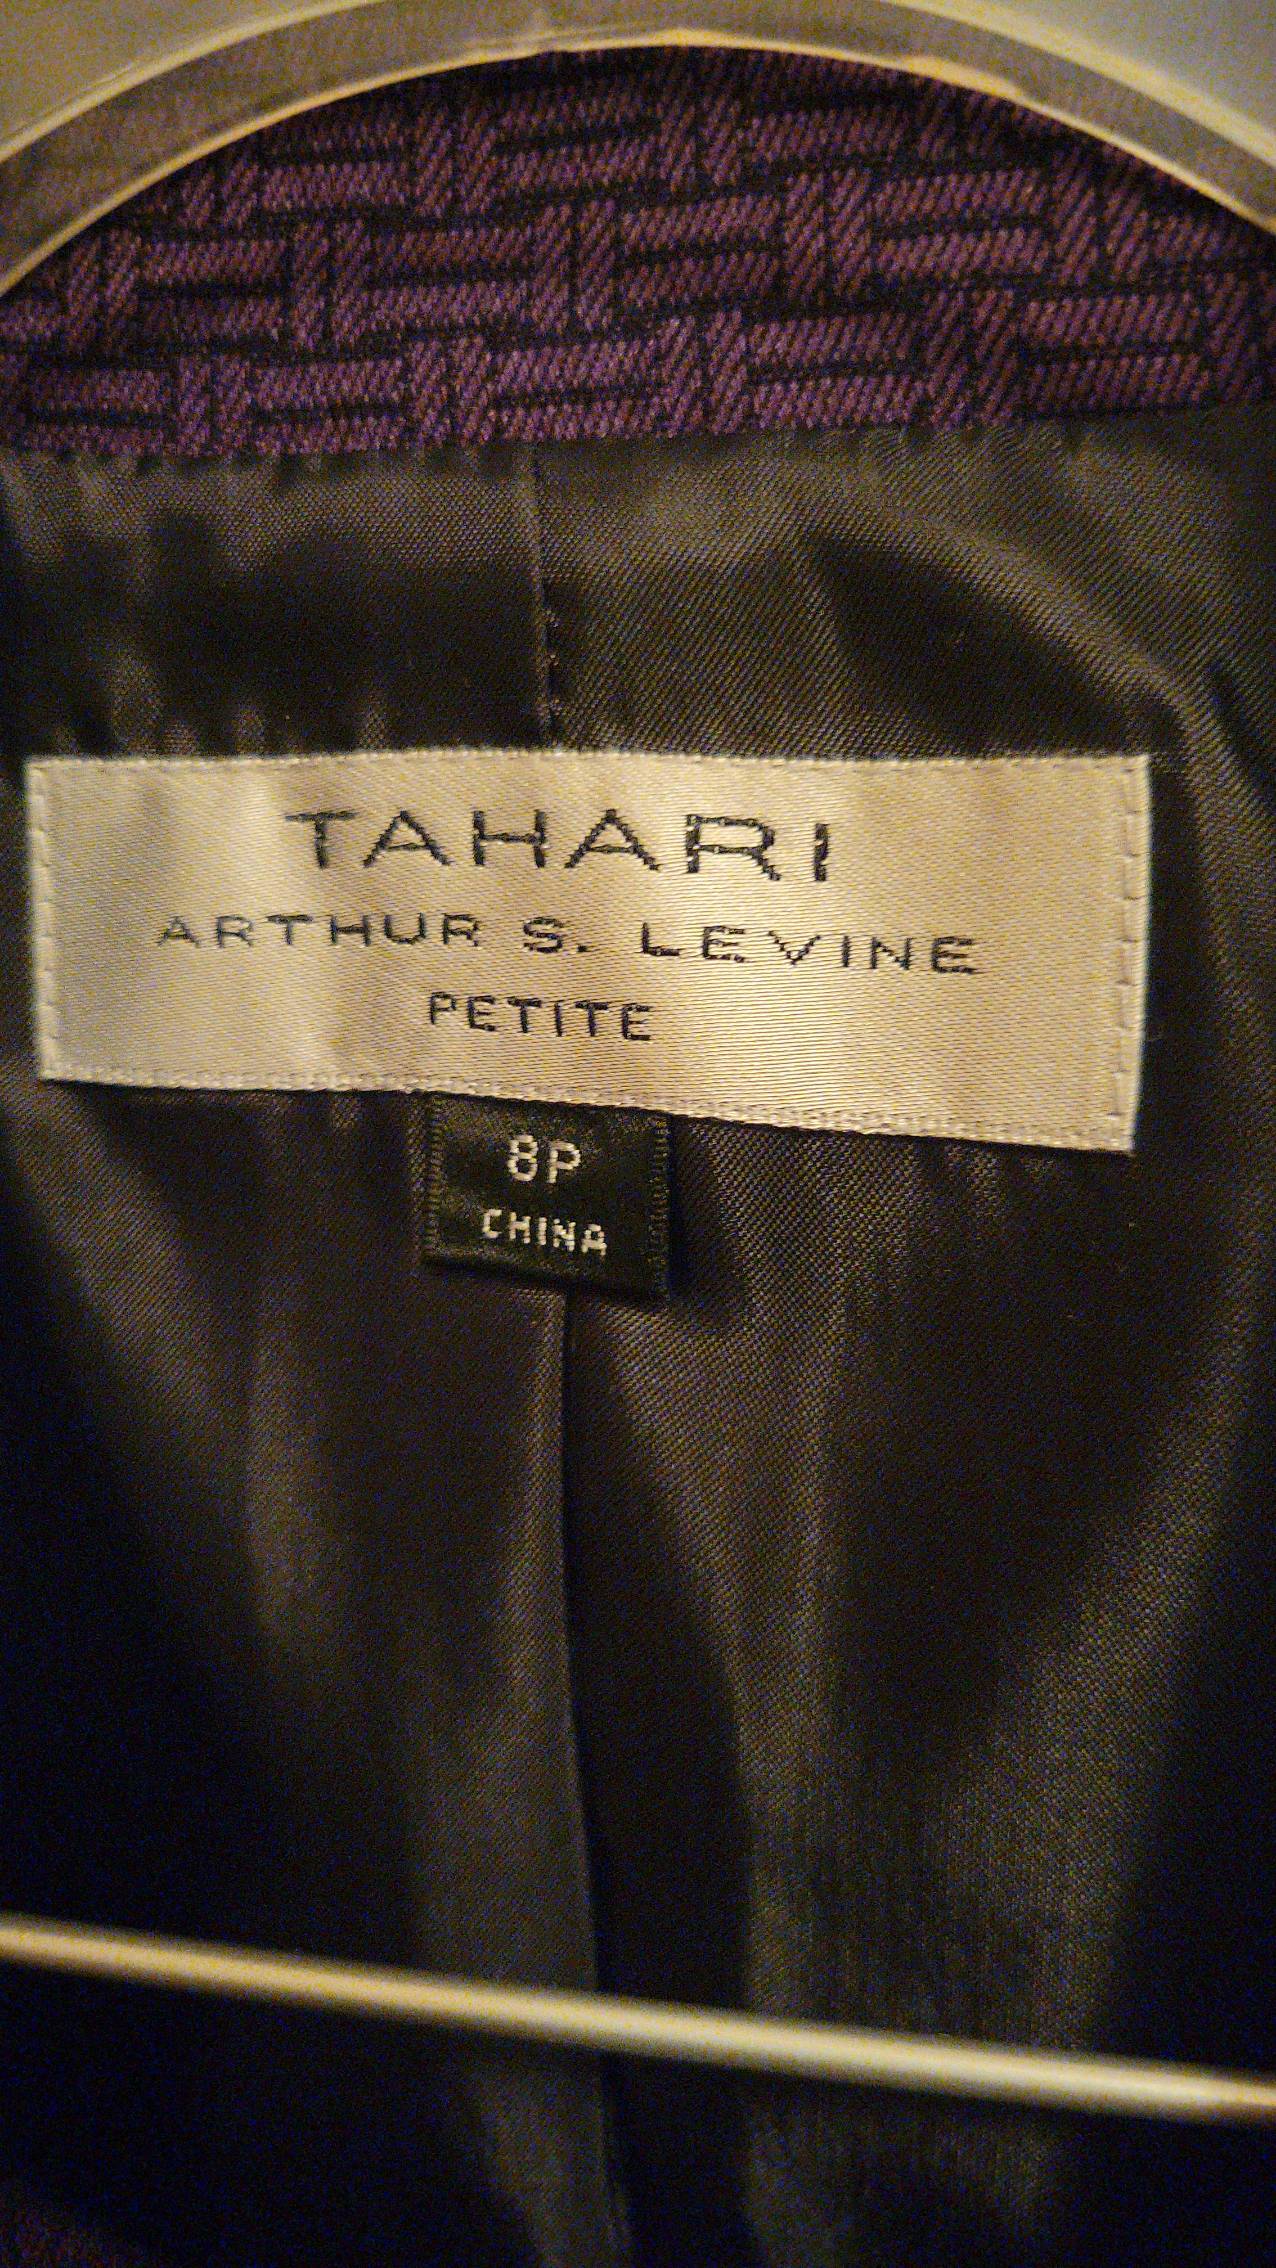 TAHARI
ARTHUR S. LEVINE
PETITE
8P
CHINA